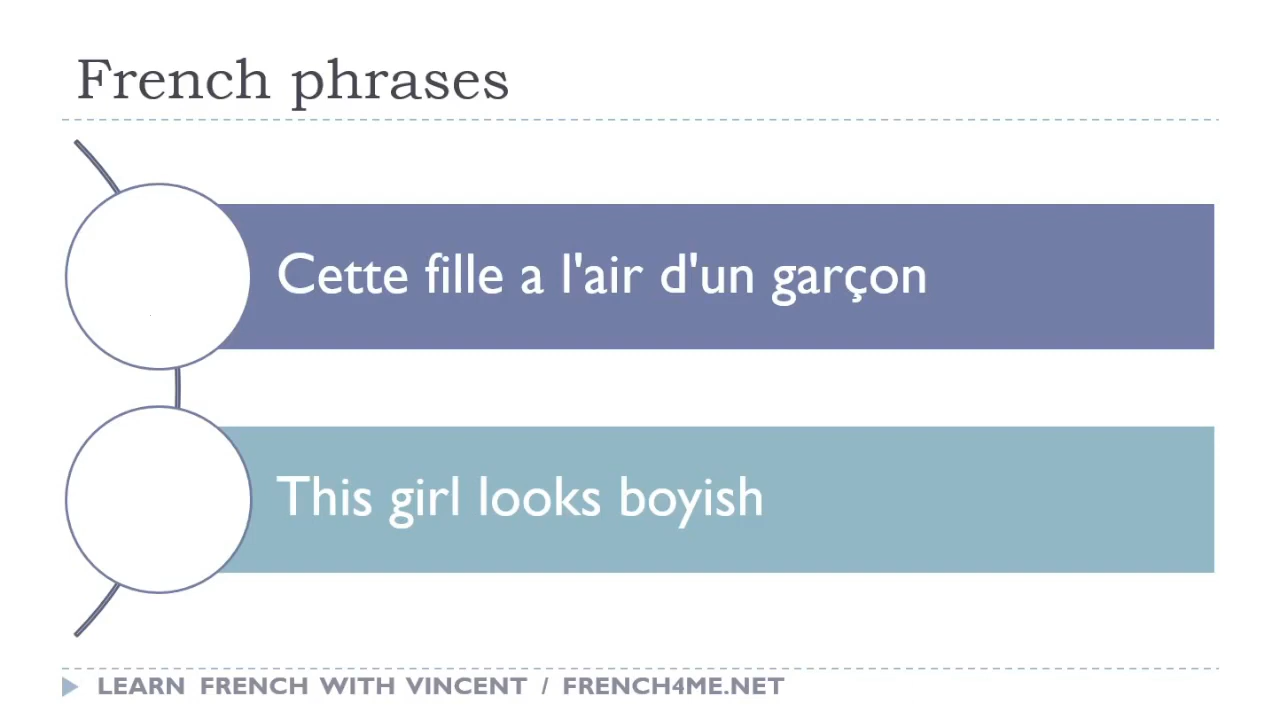 French phrases
Cette fille a l'air d'un garçon
This girl looks boyish
LEARN FRENCH WITH VINCENT / FRENCH4ME.NET